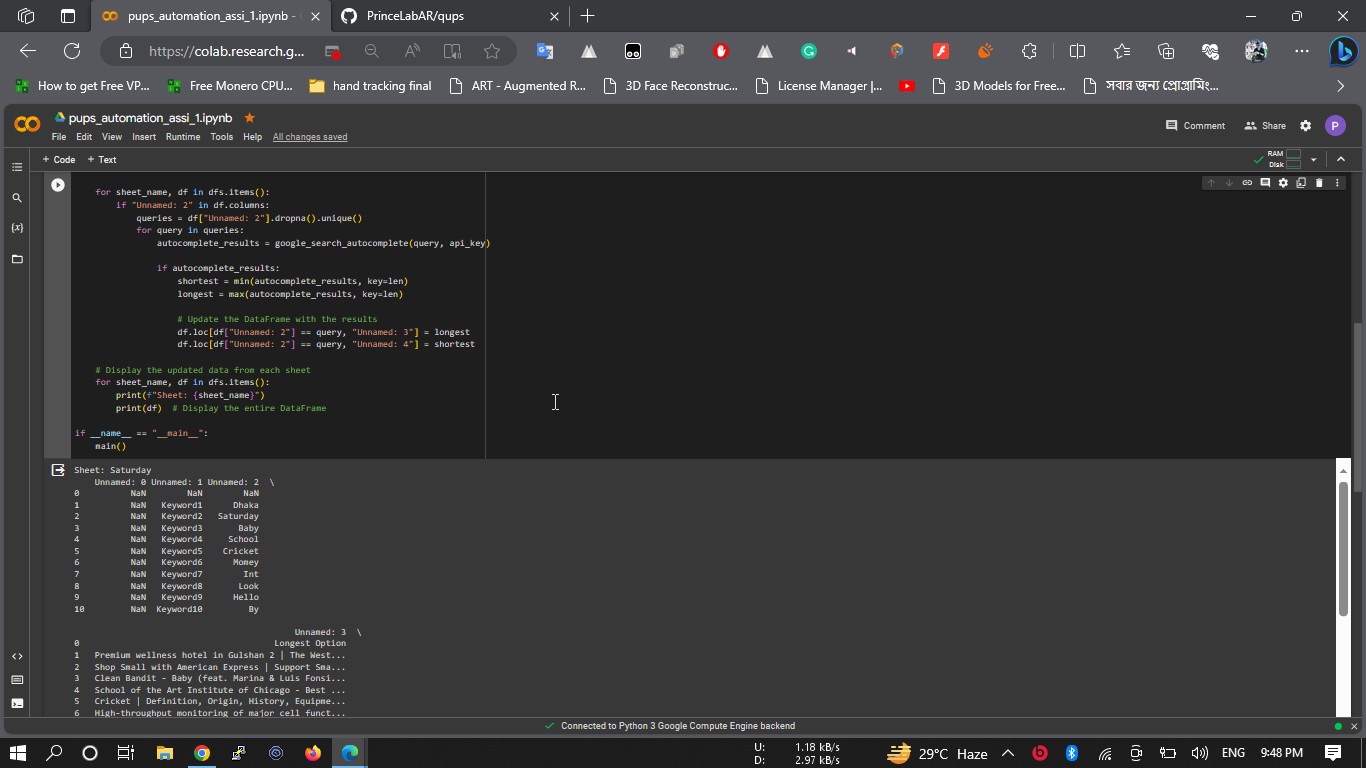 pups_automation_assi_1.ipynb -
PrinceLabAR/qups
https://colab.research.g...
How to get Free VP...
Free Monero CPU...
hand tracking final
ART - Augmented R...
3D Face Reconstruc...
License Manager |...
3D Models for Free...
সবার জন্য প্রোগ্রামিং...
pups_automation_assi_1.ipynb
File Edit View Insert Runtime Tools Help All changes saved
Comment
Share
P
+ Code + Text
RAM
Disk
for sheet_name, df in dfs.items():
if "Unnamed: 2" in df.columns:
queries = df["Unnamed: 2"].dropna().unique()
for query in queries:
autocomplete_results = google_search_autocomplete(query, api_key)
if autocomplete_results:
shortest = min(autocomplete_results, key=len)
longest = max(autocomplete_results, key=len)
# Update the DataFrame with the results
df.loc[df["Unnamed: 2"] == query, "Unnamed: 3"] = longest
df.loc[df["Unnamed: 2"] == query, "Unnamed: 4"] = shortest
# Display the updated data from each sheet
for sheet_name, df in dfs.items():
print(f"Sheet: {sheet_name}")
print(df)  # Display the entire DataFrame
if __name__ == "__main__":
main()
Sheet: Saturday
Unnamed: 0 Unnamed: 1 Unnamed: 2 \
0 NaN NaN NaN
1 NaN Keyword1 Dhaka
2 NaN Keyword2 Saturday
3 NaN Keyword3 Baby
4 NaN Keyword4 School
5 NaN Keyword5 Cricket
6 NaN Keyword6 Momey
7 NaN Keyword7 Int
8 NaN Keyword8 Look
9 NaN Keyword9 Hello
10 NaN Keyword10 By
Unnamed: 3 \
0 Longest Option
1 Premium wellness hotel in Gulshan 2 | The West...
2 Shop Small with American Express | Support Sma...
3 Clean Bandit - Baby (feat. Marina & Luis Fonsi...
4 School of the Art Institute of Chicago - Best ...
5 Cricket | Definition, Origin, History, Equipme...
6 High-throughput monitoring of major cell funct...
Connected to Python 3 Google Compute Engine backend
U: 1.18 kB/s
D: 2.97 kB/s
29°C Haze
ENG
9:48 PM